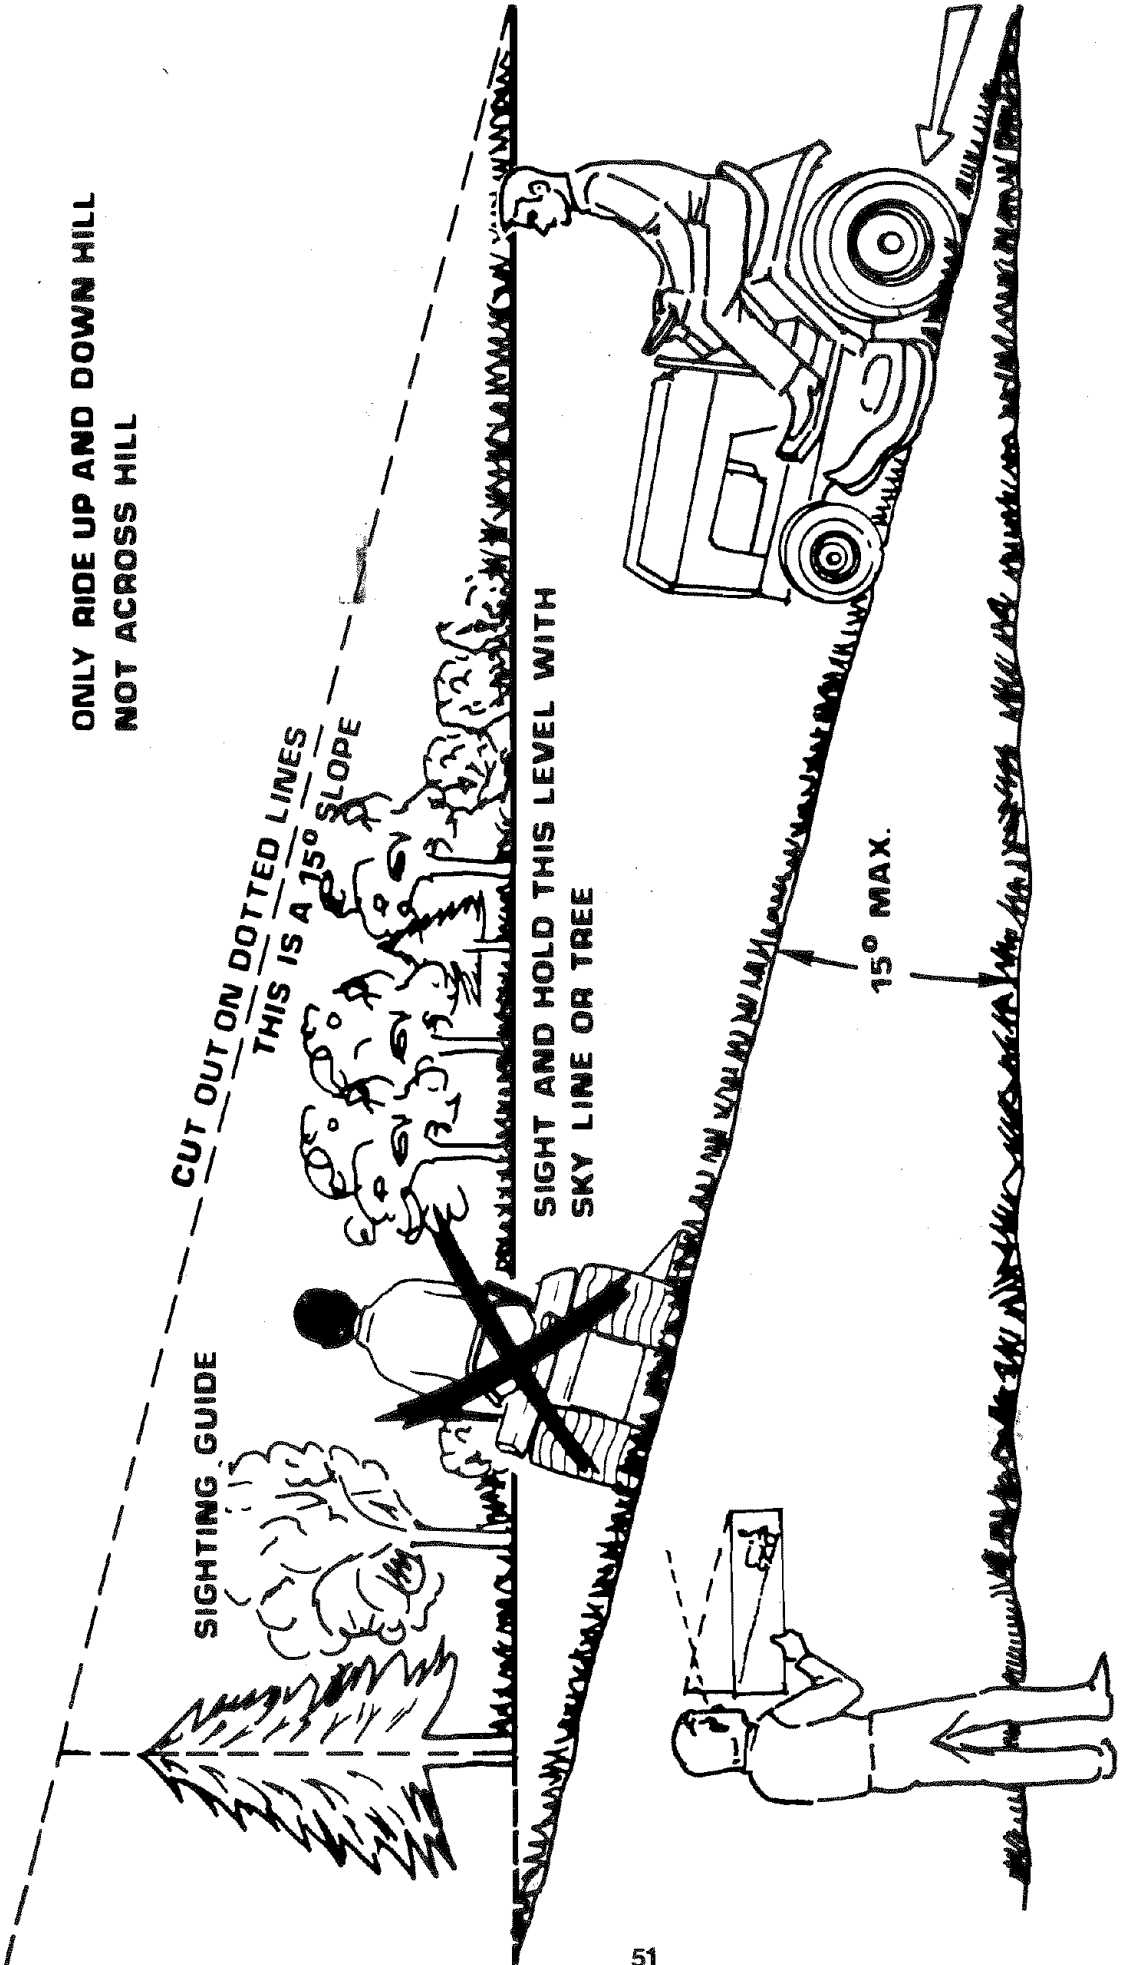 ONLY RIDE UP AND DOWN HILL
NOT ACROSS HILL
CUT OUT ON DOTTED LINES
THIS IS A 15° SLOPE
SIGHTING GUIDE
SIGHT AND HOLD THIS LEVEL WITH
SKY LINE OR TREE
15° MAX.
51